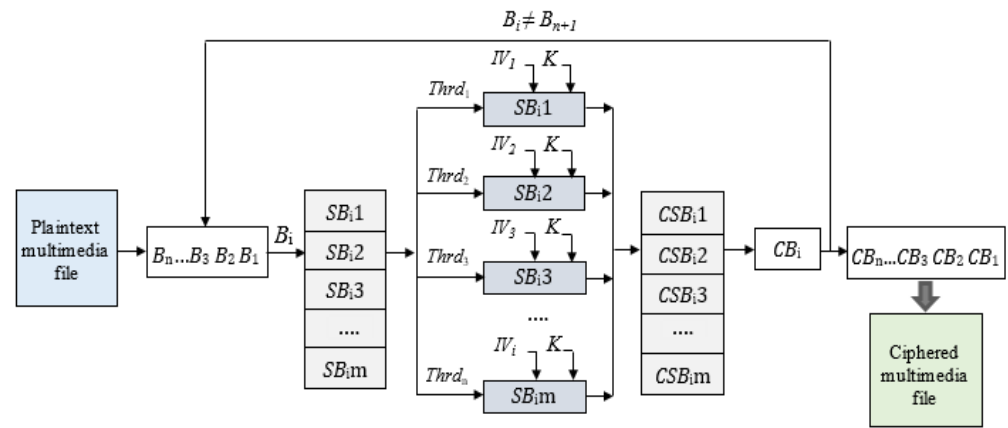 Bᵢ ≠ Bₙ₊₁
IV₁ K
Thrd₁
SBᵢ1
IV₂ K
Thrd₂
SBᵢ2
Plaintext
multimedia
file
Bₙ...B₃ B₂ B₁
Bᵢ
SBᵢ1
SBᵢ2
SBᵢ3
....
SBᵢm
IV₃ K
Thrd₃
SBᵢ3
....
IVᵢ K
Thrdₙ
SBᵢm
CSBᵢ1
CSBᵢ2
CSBᵢ3
....
CSBᵢm
CBᵢ
CBₙ...CB₃ CB₂ CB₁
Ciphered
multimedia
file